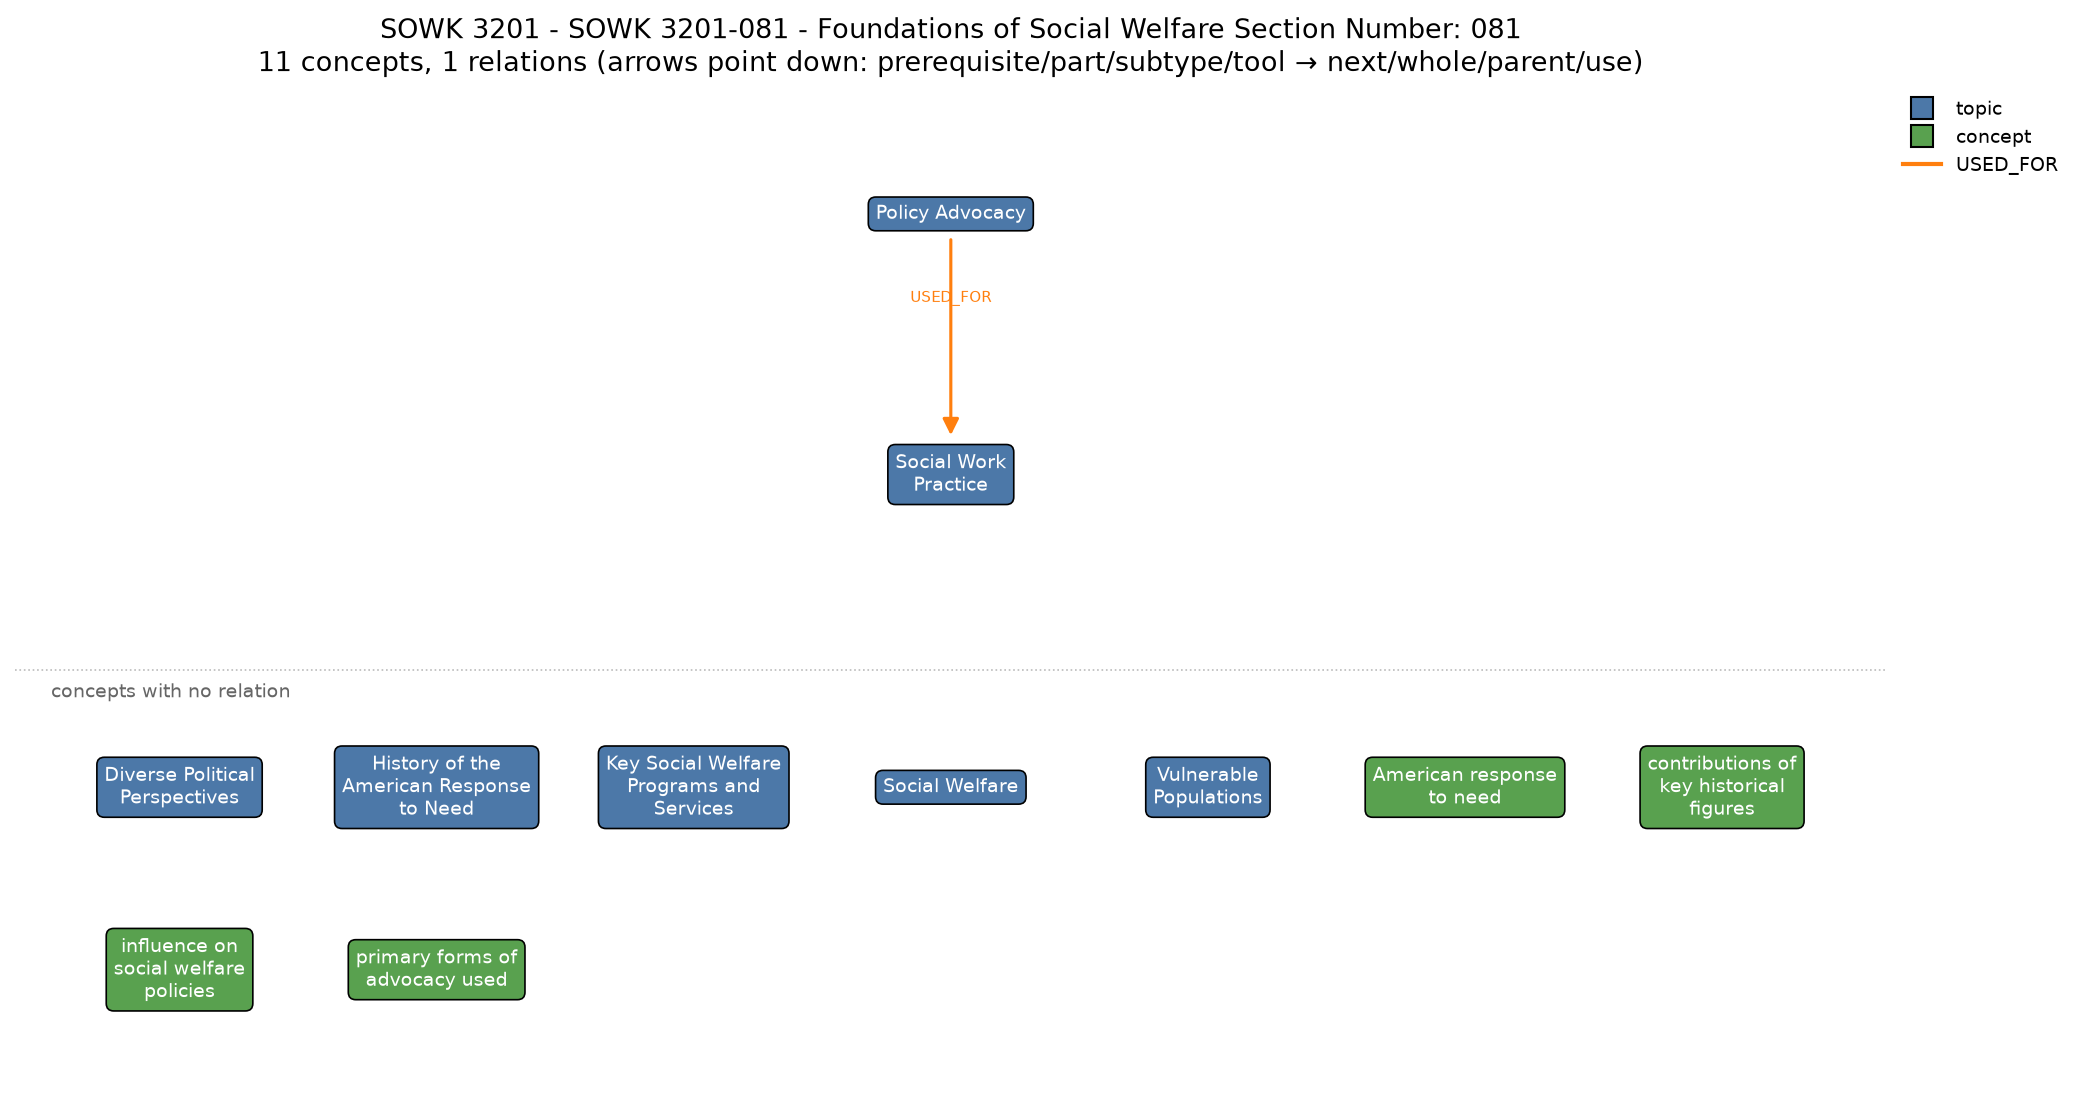 SOWK 3201 - SOWK 3201-081 - Foundations of Social Welfare Section Number: 081
11 concepts, 1 relations (arrows point down: prerequisite/part/subtype/tool → next/whole/parent/use)
topic
concept
USED_FOR
Policy Advocacy
USED_FOR
Social Work
Practice
concepts with no relation
Diverse Political
Perspectives
History of the
American Response
to Need
Key Social Welfare
Programs and
Services
Social Welfare
Vulnerable
Populations
American response
to need
contributions of
key historical
figures
influence on
social welfare
policies
primary forms of
advocacy used